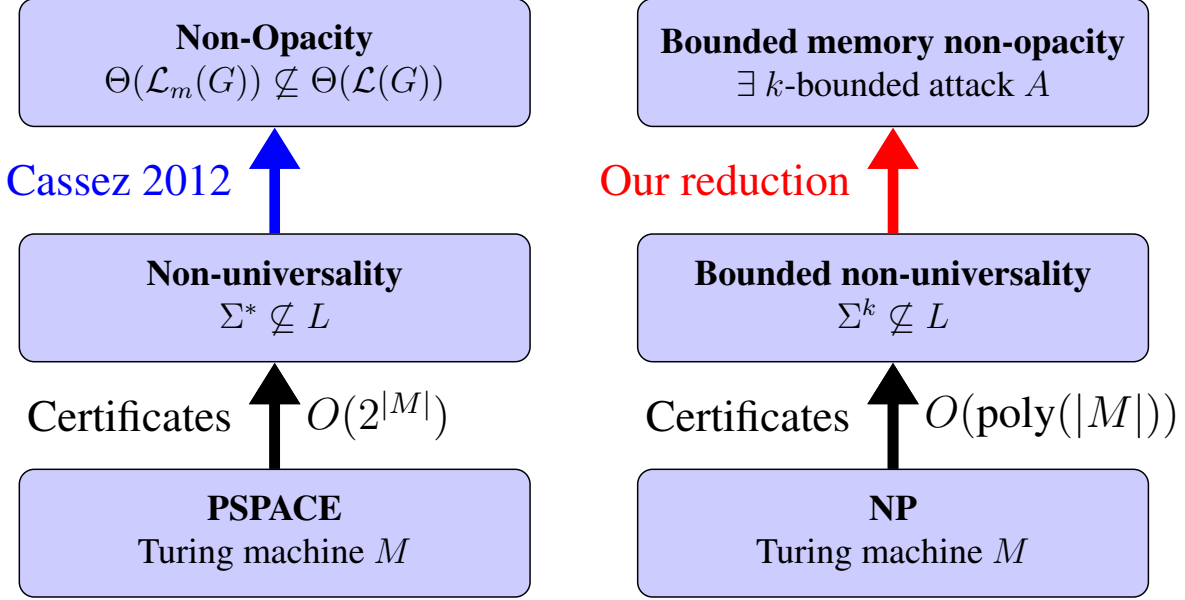 Non-Opacity
Θ(ℒₘ(G)) ⊈ Θ(ℒ(G))
Cassez 2012
Non-universality
Σ* ⊈ L
Certificates O(2^{|M|})
PSPACE
Turing machine M
Bounded memory non-opacity
∃ k-bounded attack A
Our reduction
Bounded non-universality
Σ^k ⊈ L
Certificates O(poly(|M|))
NP
Turing machine M